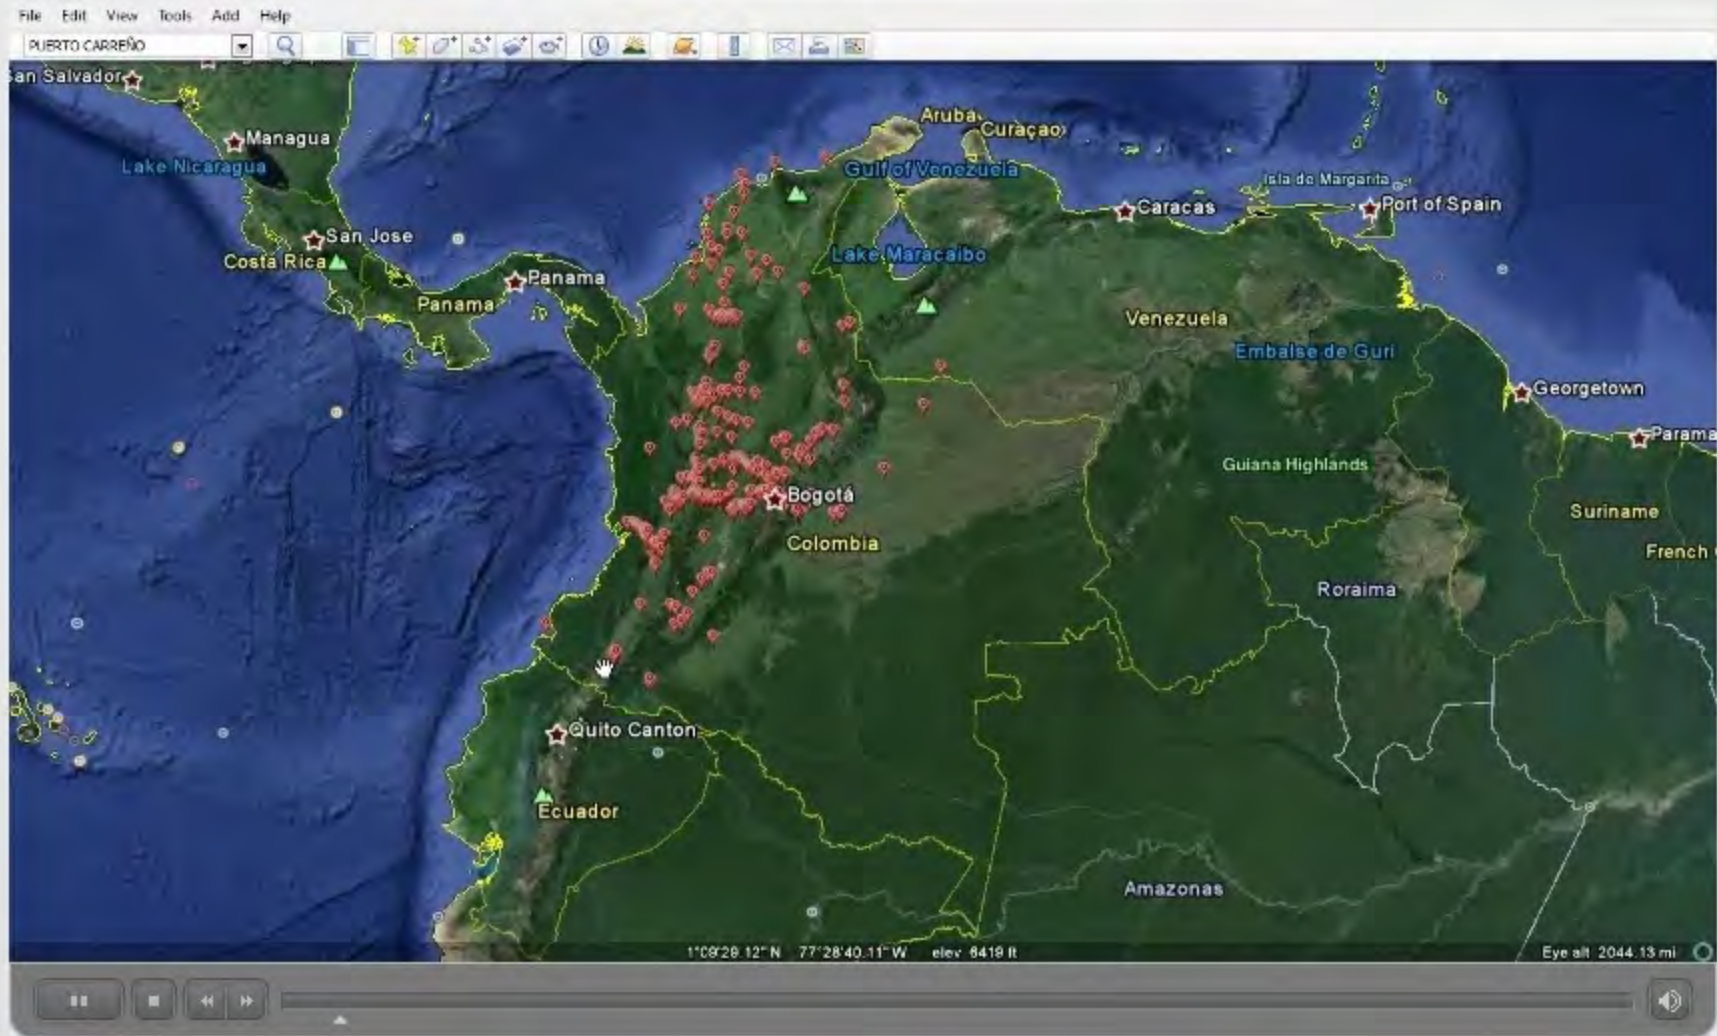 File Edit View Tools Add Help
PUERTO CARREÑO
San Salvador
Managua
Lake Nicaragua
San Jose
Costa Rica
Panama
Panama
Aruba
Curaçao
Gulf of Venezuela
Isla de Margarita
Port of Spain
Caracas
Lake Maracaibo
Venezuela
Embalse de Guri
Georgetown
Parama
Guiana Highlands
Bogotá
Suriname
Colombia
French
Roraima
Quito Canton
Ecuador
Amazonas
1°09'29.12" N 77°28'40.11" W elev 6419 ft
Eye alt 2044.13 mi